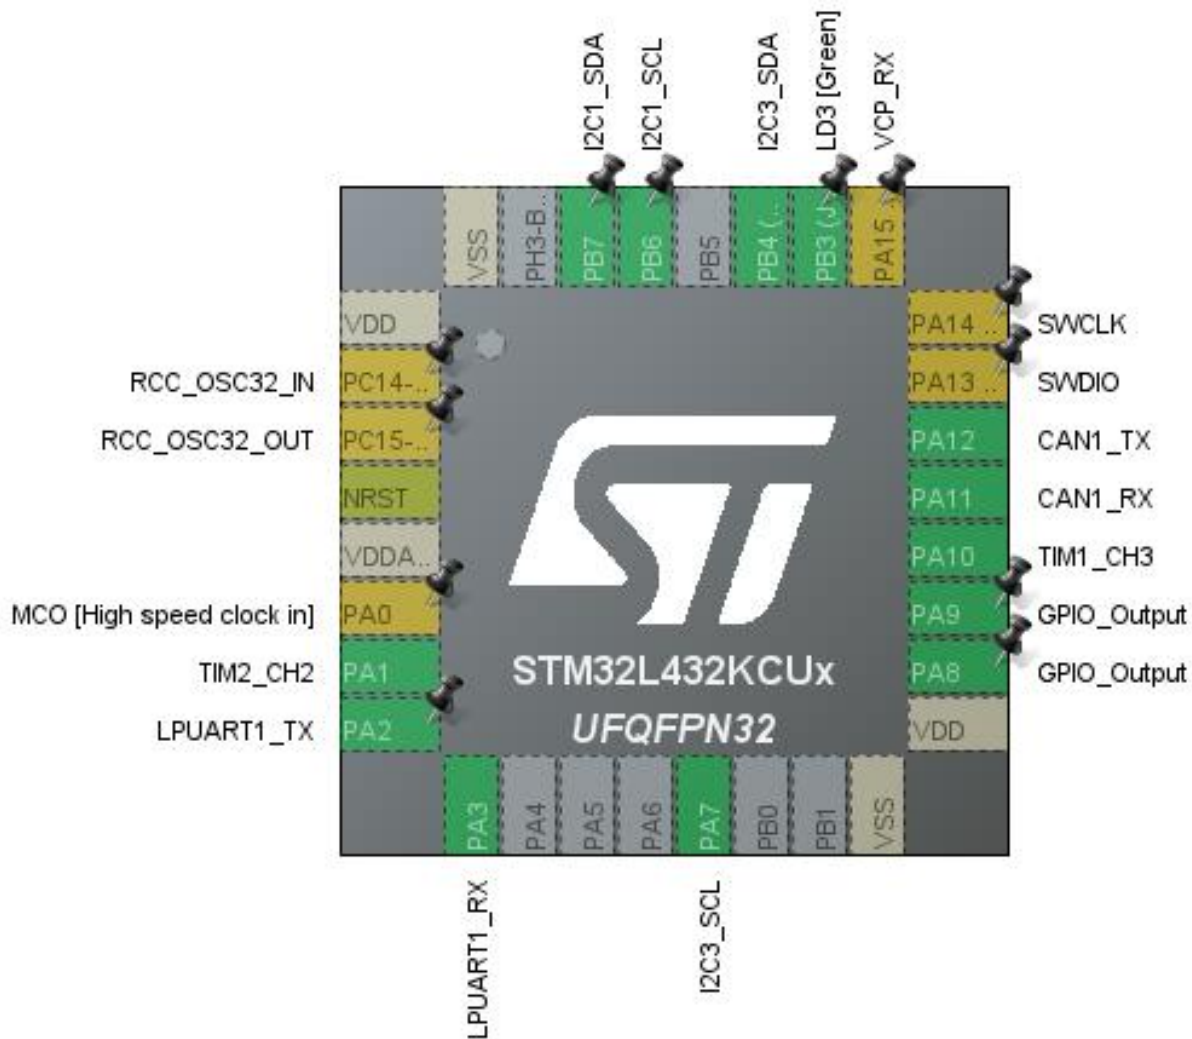 I2C1_SDA
I2C1_SCL
I2C3_SDA
LD3 [Green]
VCP_RX
VSS
PH3-B..
PB7
PB6
PB5
PB4 (..
PB3 (J
PA15 ..
VDD
PA14 ..
SWCLK
RCC_OSC32_IN
PC14-..
PA13 ..
SWDIO
RCC_OSC32_OUT
PC15-..
PA12
CAN1_TX
NRST
PA11
CAN1_RX
VDDA..
PA10
TIM1_CH3
MCO [High speed clock in]
PA0
PA9
GPIO_Output
TIM2_CH2
PA1
STM32L432KCUx
PA8
GPIO_Output
LPUART1_TX
PA2
UFQFPN32
VDD
PA3
PA4
PA5
PA6
PA7
PB0
PB1
VSS
LPUART1_RX
I2C3_SCL